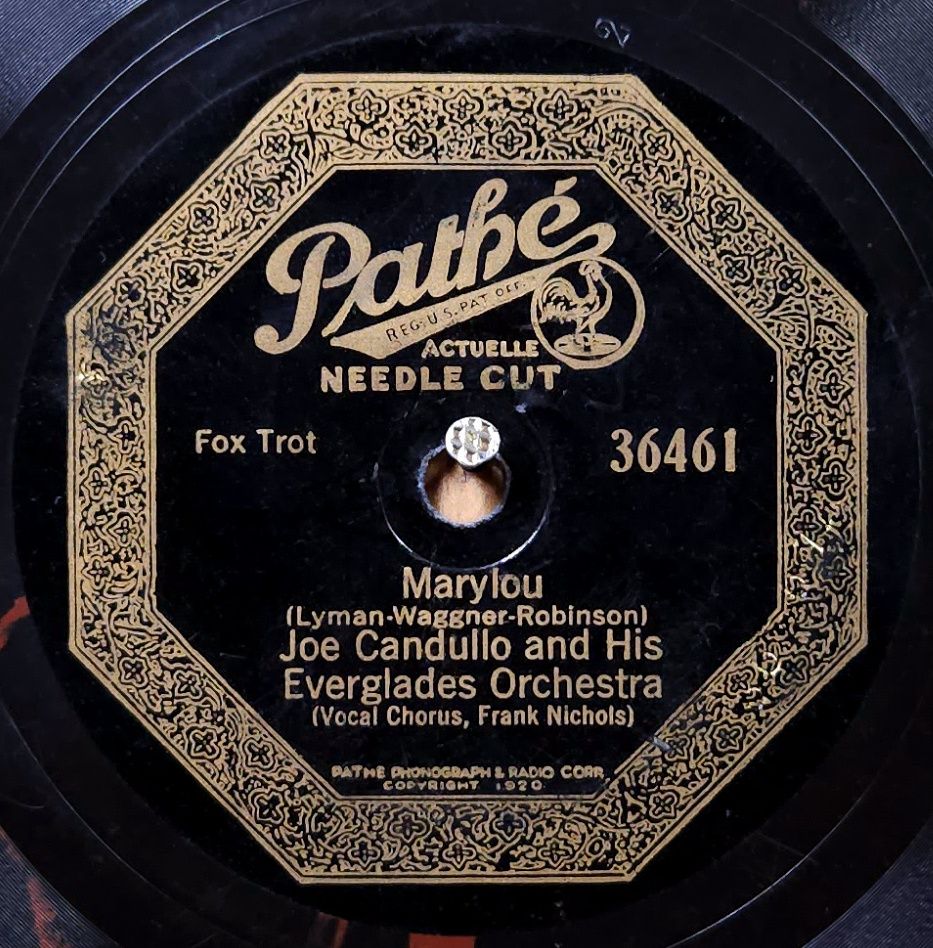 Pathé
REG. U.S. PAT. OFF.
ACTUELLE
NEEDLE CUT
Fox Trot
36461
Marylou
(Lyman-Waggner-Robinson)
Joe Candullo and His
Everglades Orchestra
(Vocal Chorus, Frank Nichols)
PATHE PHONOGRAPH & RADIO CORP.
COPYRIGHT 1920